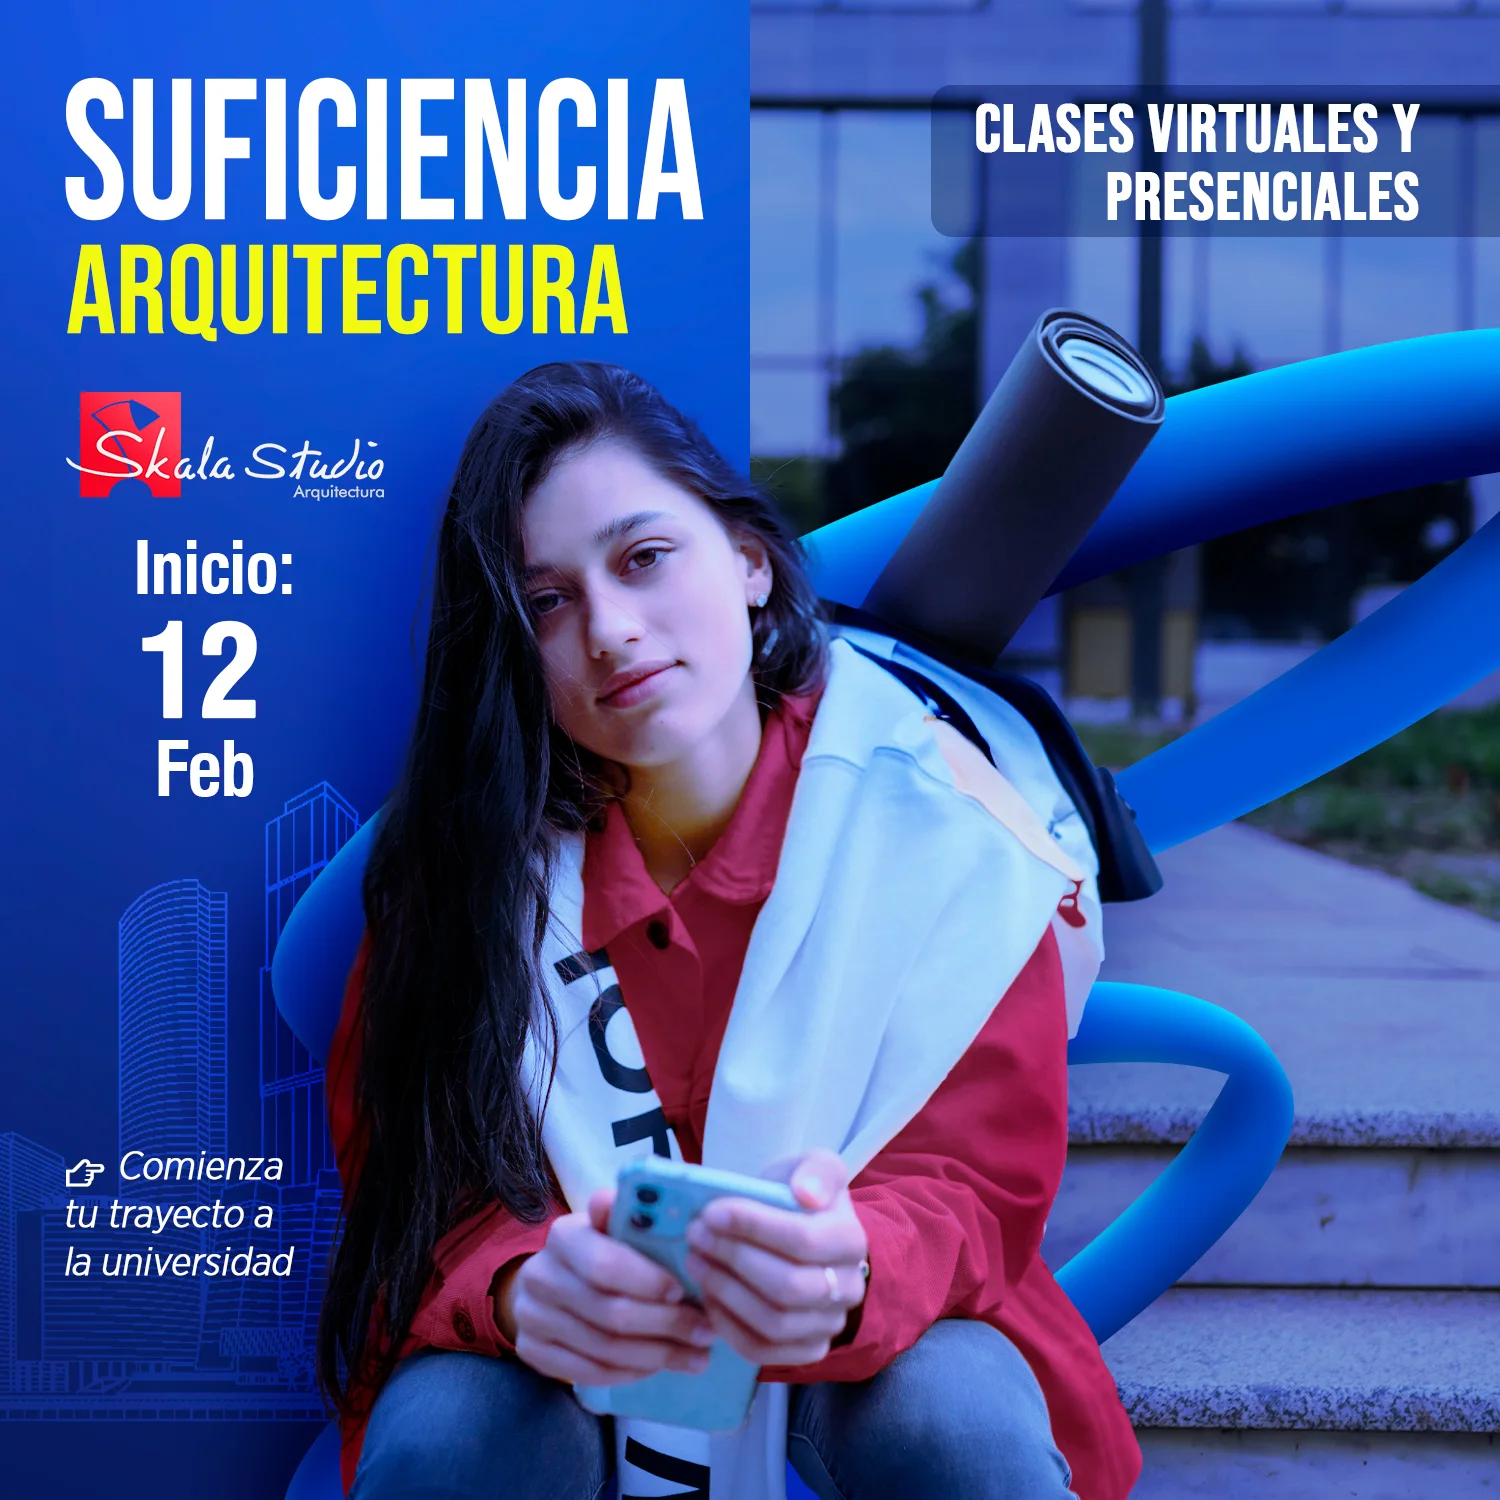 SUFICIENCIA
ARQUITECTURA
CLASES VIRTUALES Y
PRESENCIALES
Skala Studio
Arquitectura
Inicio:
12
Feb
Comienza
tu trayecto a
la universidad